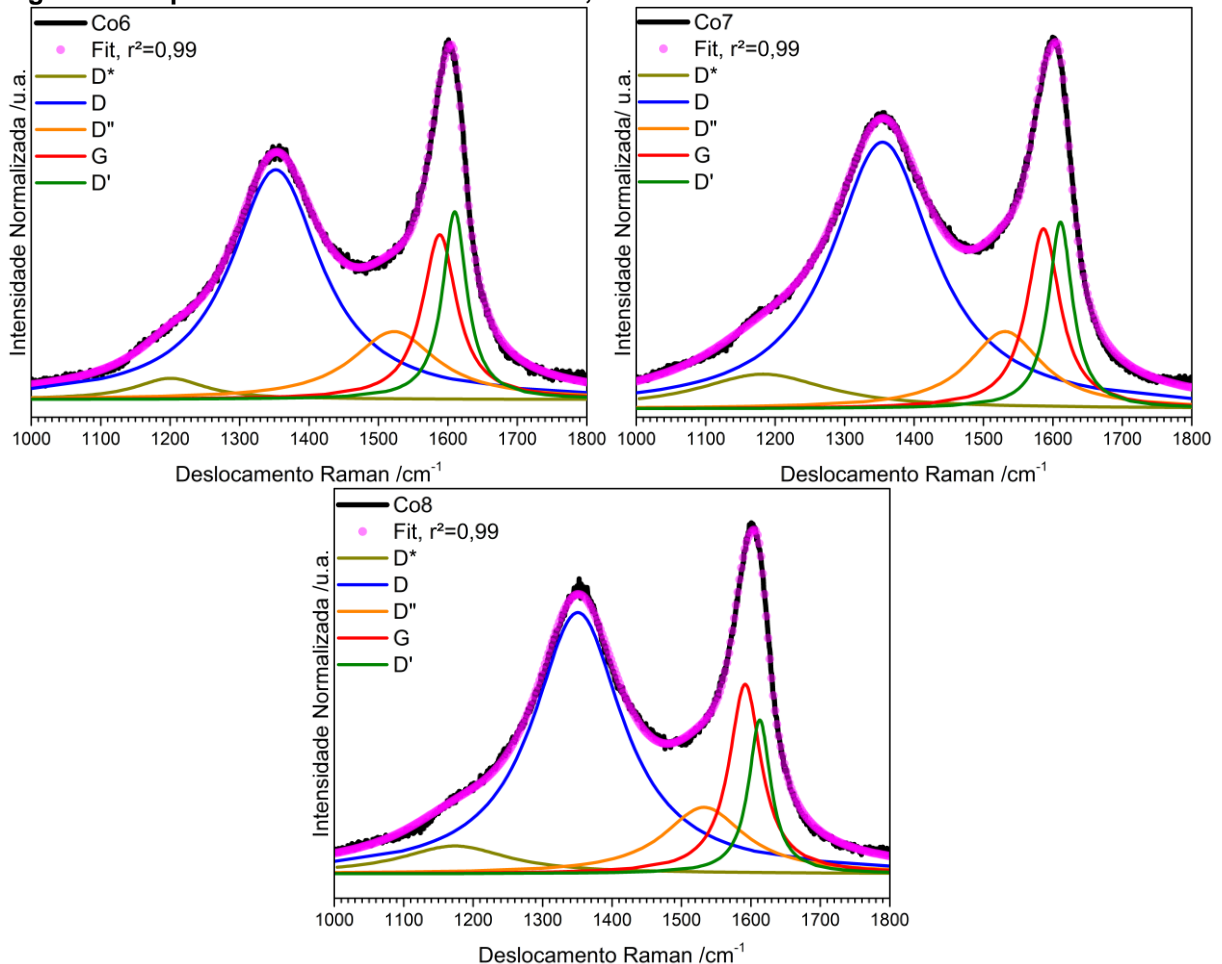 Co6
Fit, r²=0,99
D*
D
D"
G
D'
Intensidade Normalizada /u.a.
1000 1100 1200 1300 1400 1500 1600 1700 1800
Deslocamento Raman /cm⁻¹
Co7
Fit, r²=0,99
D*
D
D"
G
D'
Intensidade Normalizada/ u.a.
1000 1100 1200 1300 1400 1500 1600 1700 1800
Deslocamento Raman /cm⁻¹
Co8
Fit, r²=0,99
D*
D
D"
G
D'
Intensidade Normalizada /u.a.
1000 1100 1200 1300 1400 1500 1600 1700 1800
Deslocamento Raman /cm⁻¹